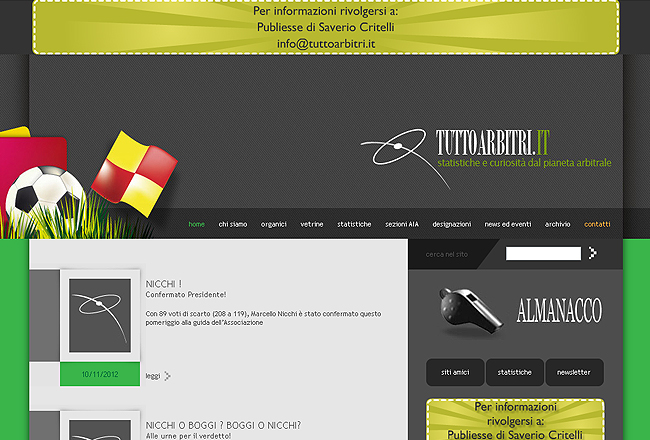 Per informazioni rivolgersi a:
Publiesse di Saverio Critelli
info@tuttoarbitri.it
TUTTOARBITRI.IT
statistiche e curiosità dal pianeta arbitrale
home chi siamo organici vetrine statistiche sezioni AIA designazioni news ed eventi archivio contatti
cerca nel sito
NICCHI !
Confermato Presidente!
Con 89 voti di scarto (208 a 119), Marcello Nicchi è stato confermato questo
pomeriggio alla guida dell'Associazione
10/11/2012
leggi
ALMANACCO
siti amici statistiche newsletter
Per informazioni
rivolgersi a:
Publiesse di Saverio Critelli
NICCHI O BOGGI ? BOGGI O NICCHI?
Alle urne per il verdetto!